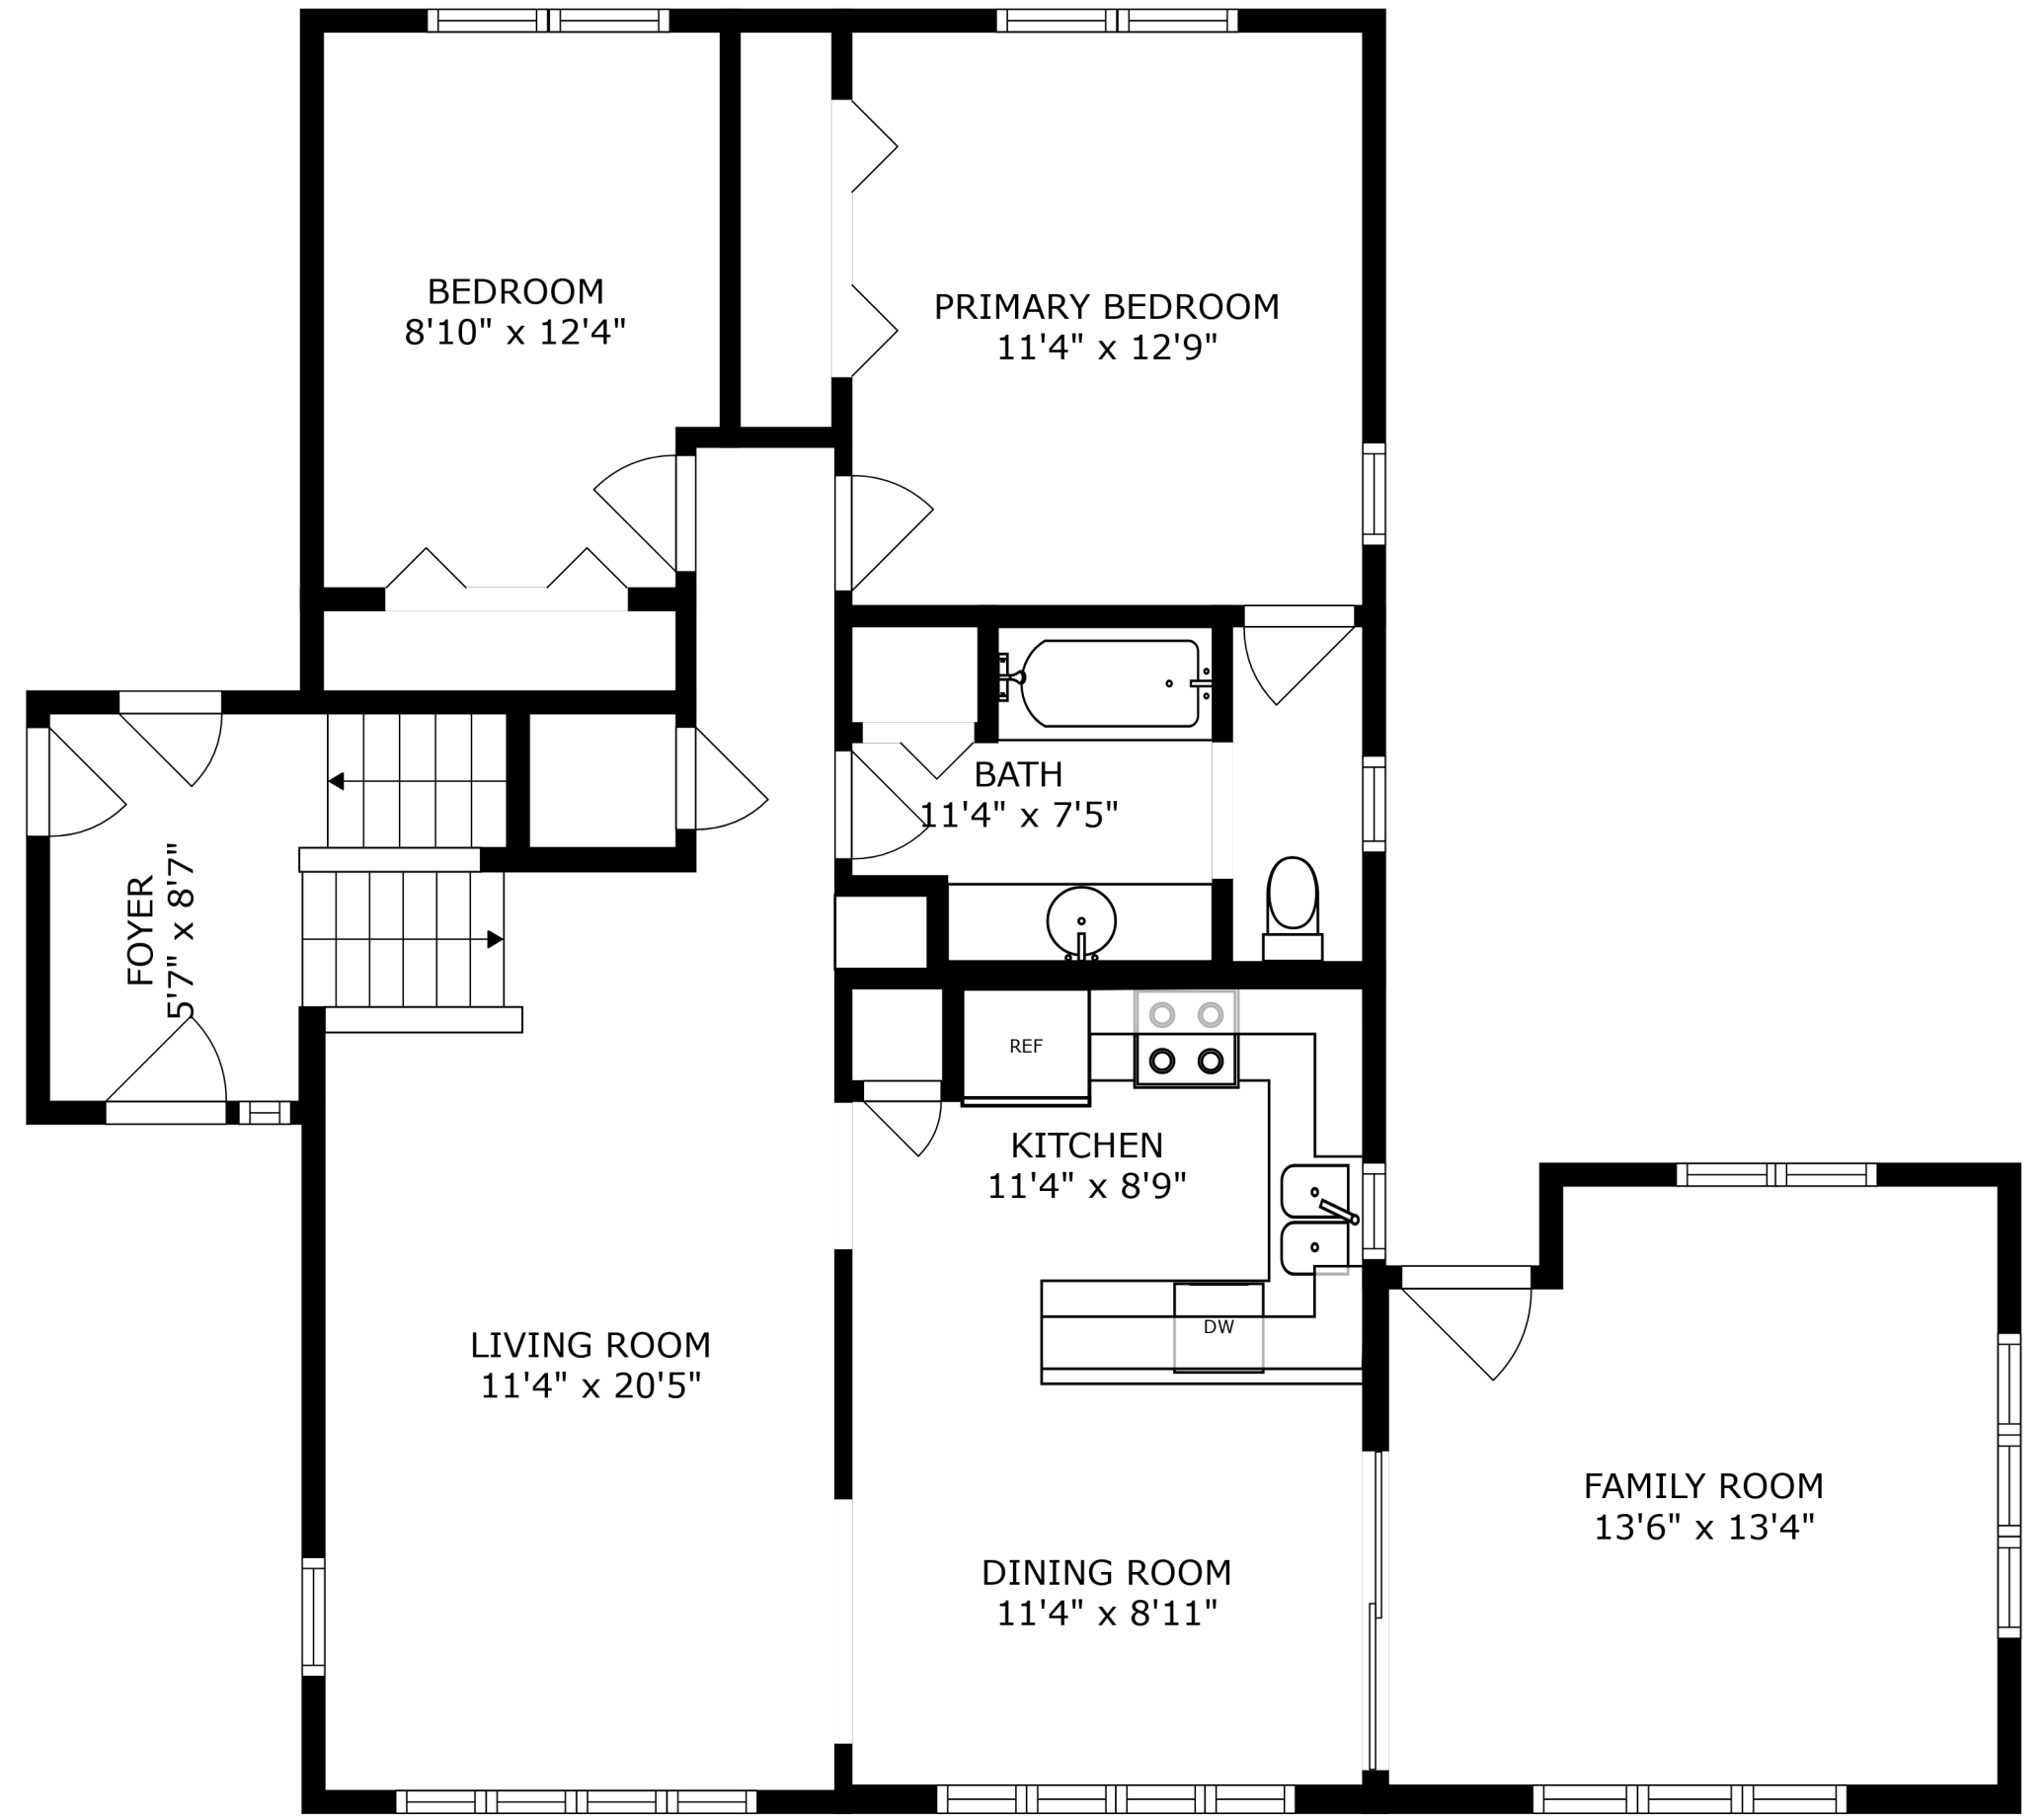 BEDROOM
8'10" x 12'4"
PRIMARY BEDROOM
11'4" x 12'9"
BATH
11'4" x 7'5"
FOYER
5'7" x 8'7"
REF
KITCHEN
11'4" x 8'9"
DW
LIVING ROOM
11'4" x 20'5"
FAMILY ROOM
13'6" x 13'4"
DINING ROOM
11'4" x 8'11"